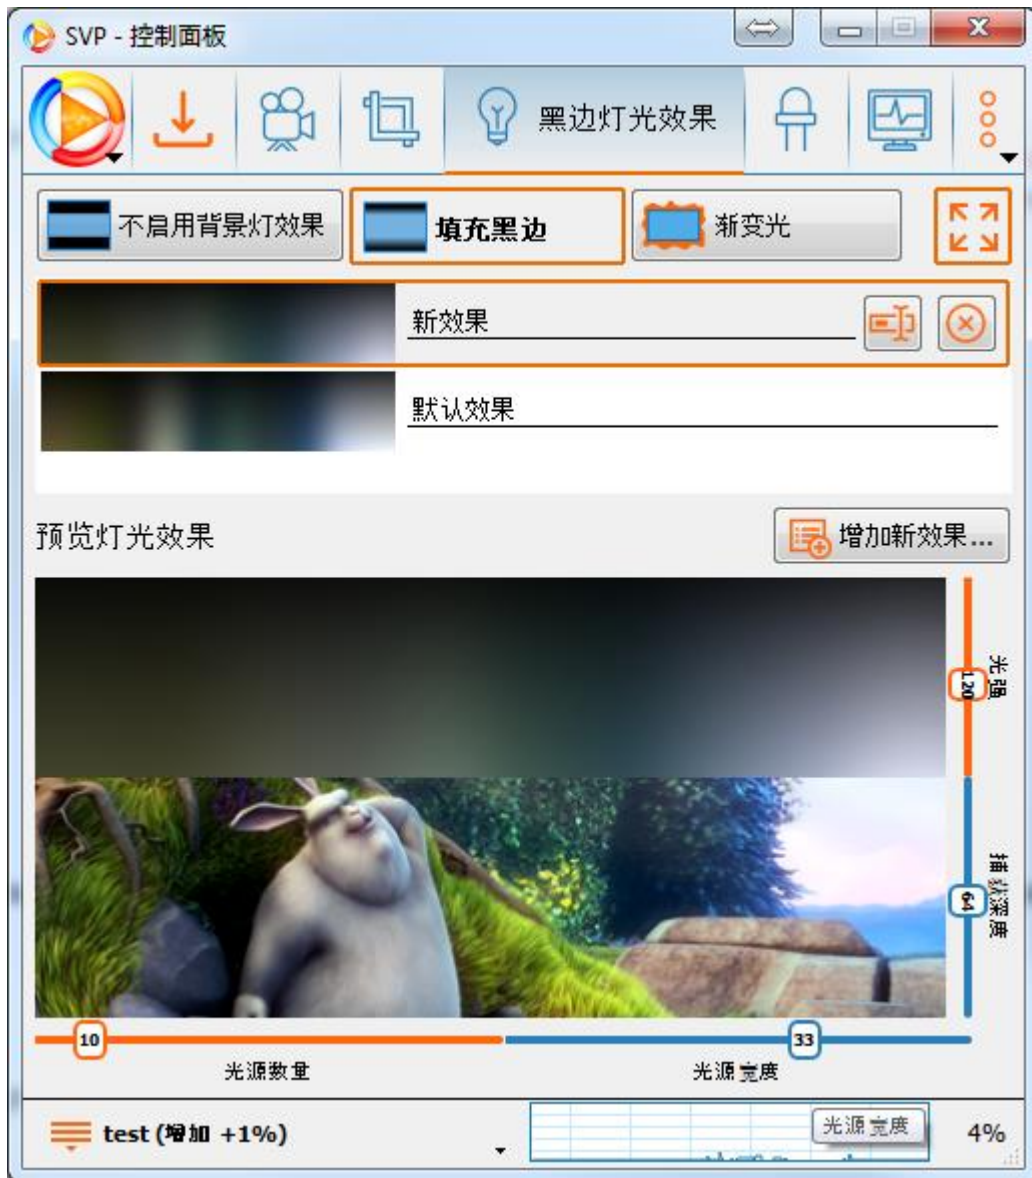 SVP - 控制面板
黑边灯光效果
不启用背景灯效果
填充黑边
渐变光
新效果
默认效果
预览灯光效果
增加新效果...
120
光强
64
捕获深度
10
33
光源数量
光源宽度
test (增加 +1%)
光源宽度
4%